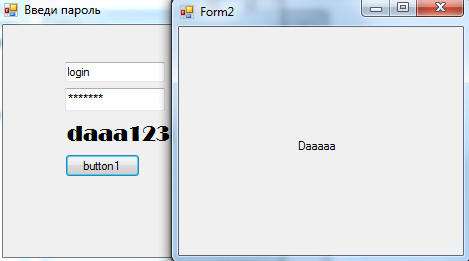 Введи пароль
login
*******
daaa123
button1
Form2
Daaaaa